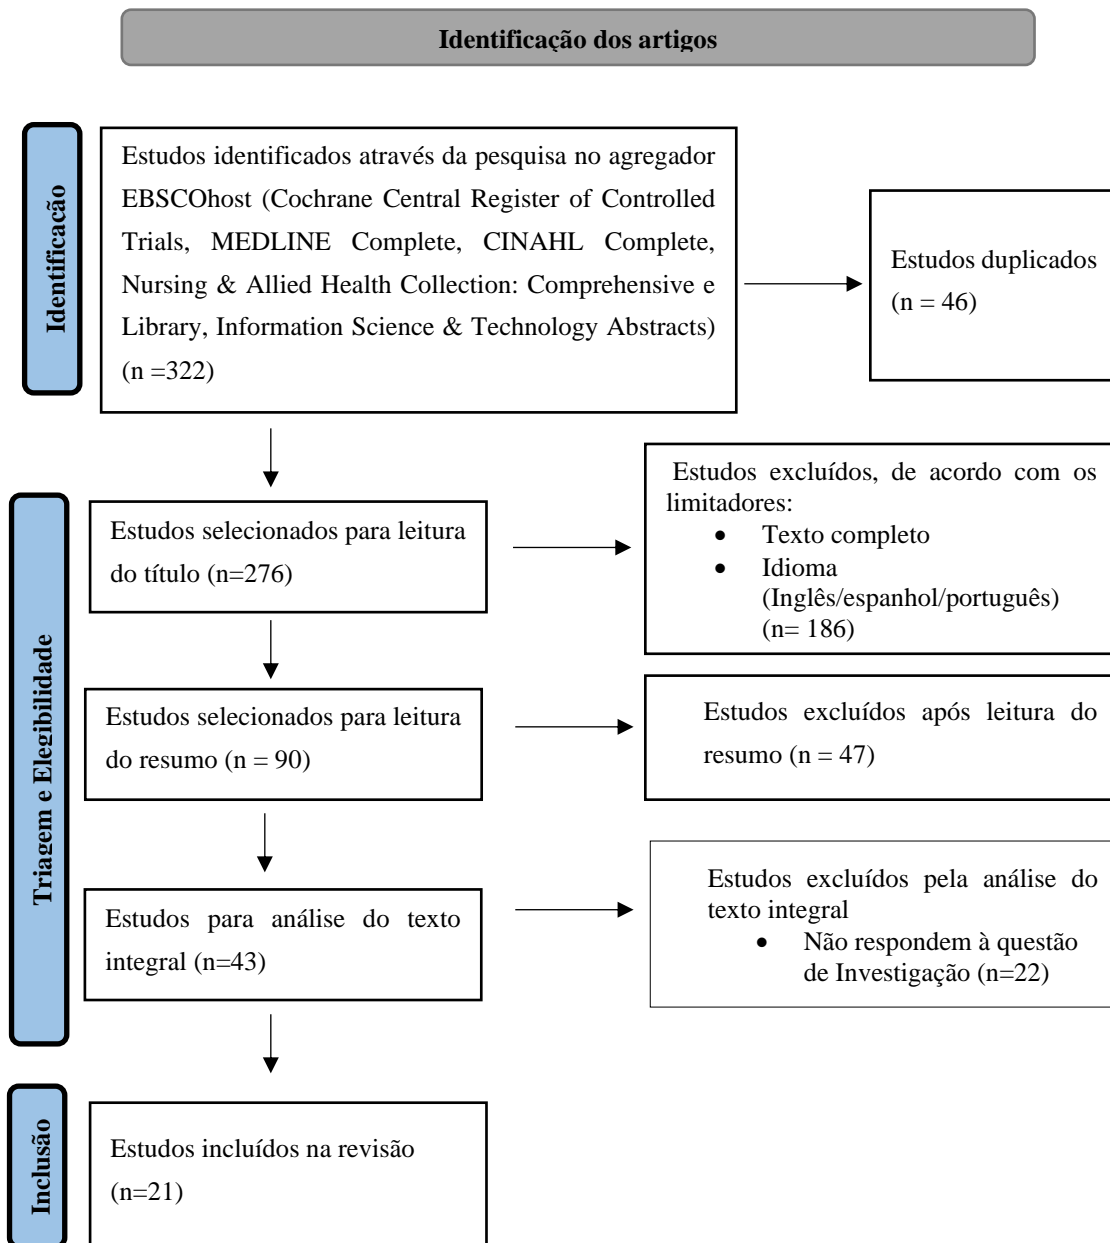 Identificação dos artigos
Identificação
Estudos identificados através da pesquisa no agregador
EBSCOhost (Cochrane Central Register of Controlled
Trials, MEDLINE Complete, CINAHL Complete,
Nursing & Allied Health Collection: Comprehensive e
Library, Information Science & Technology Abstracts)
(n =322)
Estudos duplicados
(n = 46)
Triagem e Elegibilidade
Estudos selecionados para leitura
do título (n=276)
Estudos excluídos, de acordo com os
limitadores:
• Texto completo
• Idioma
(Inglês/espanhol/português)
(n= 186)
Estudos selecionados para leitura
do resumo (n = 90)
Estudos excluídos após leitura do
resumo (n = 47)
Estudos para análise do texto
integral (n=43)
Estudos excluídos pela análise do
texto integral
• Não respondem à questão
de Investigação (n=22)
Inclusão
Estudos incluídos na revisão
(n=21)